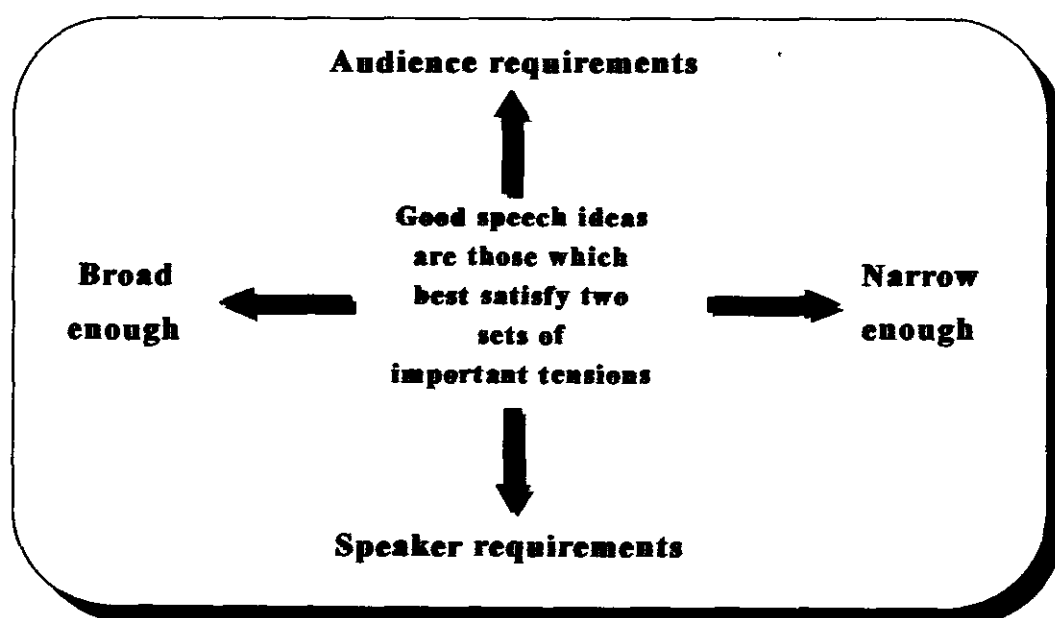 Audience requirements
Good speech ideas
are those which
best satisfy two
sets of
important tensions
Broad
enough
Narrow
enough
Speaker requirements